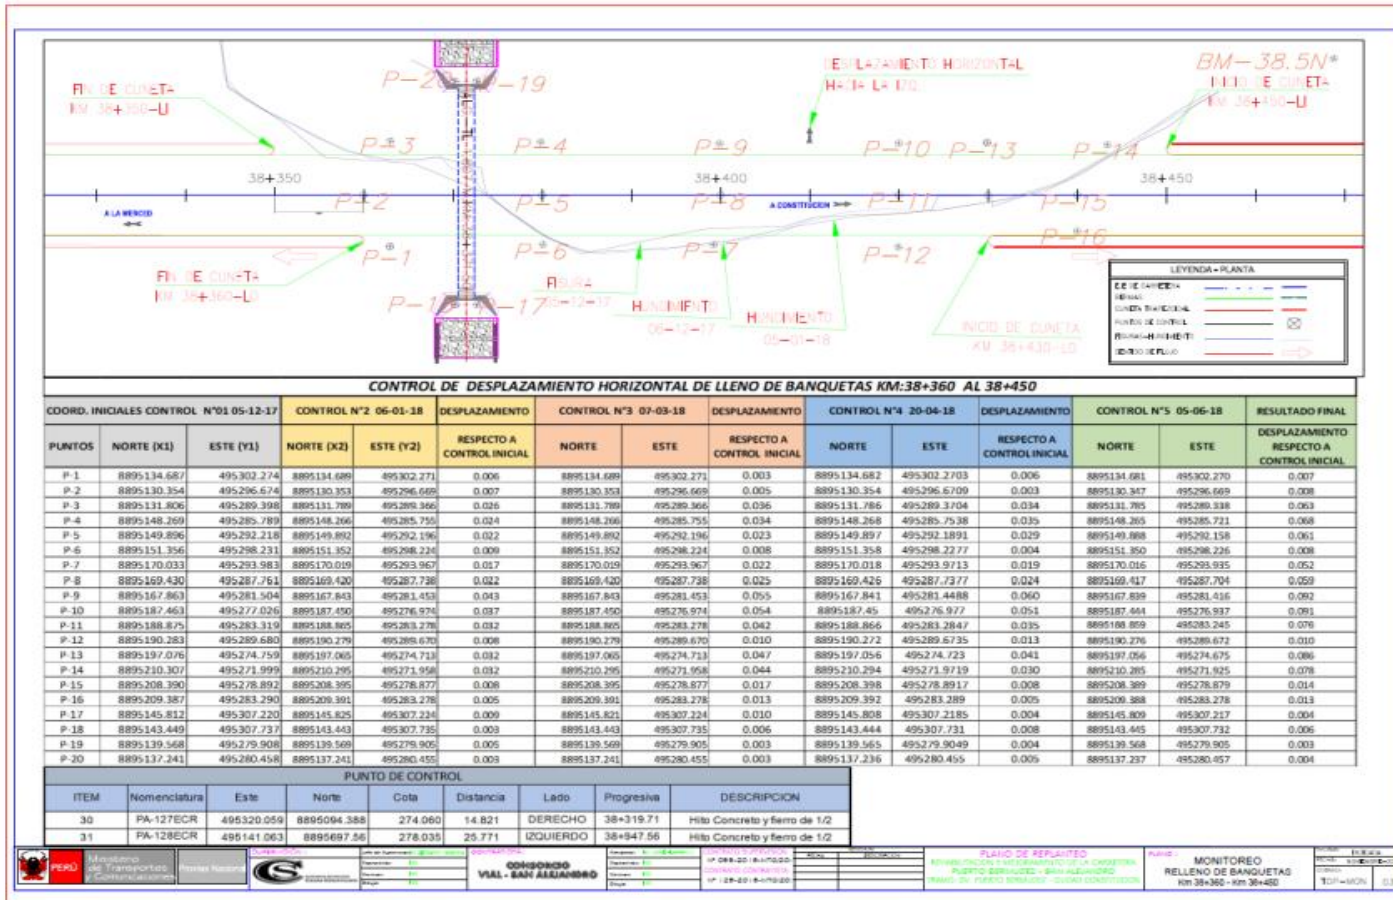 BM-38.5N*
DESPLAZAMIENTO HORIZONTAL
HACIA LA IZQ.
FIN DE CUNETA
KM 38+350-LI
INICIO DE CUNETA
KM 38+450-LI
P-20
P-19
P-3
P-4
P-9
P-10
P-13
P-14
38+350
38+400
38+450
P-2
P-5
P-8
P-11
P-15
A LA MERCED
A CONSTITUCION
P-1
P-6
P-7
P-12
P-16
FIN DE CUNETA
KM 38+360-LD
P-17
FISURA
05-12-17
HUNDIMIENTO
06-12-17
HUNDIMIENTO
05-01-18
INICIO DE CUNETA
KM 38+430-LD
LEYENDA - PLANTA
EJE DE CARRETERA
BERMAS
CUNETA TRAPEZOIDAL
PUNTOS DE CONTROL
FISURAS-HUNDIMIENTO
SENTIDO DE FLUJO
CONTROL DE DESPLAZAMIENTO HORIZONTAL DE LLENO DE BANQUETAS KM:38+360 AL 38+450
COORD. INICIALES CONTROL N°01 05-12-17 CONTROL N°2 06-01-18 DESPLAZAMIENTO CONTROL N°3 07-03-18 DESPLAZAMIENTO CONTROL N°4 20-04-18 DESPLAZAMIENTO CONTROL N°5 05-06-18 RESULTADO FINAL
PUNTOS NORTE (X1) ESTE (Y1) NORTE (X2) ESTE (Y2) RESPECTO A CONTROL INICIAL NORTE ESTE RESPECTO A CONTROL INICIAL NORTE ESTE RESPECTO A CONTROL INICIAL NORTE ESTE DESPLAZAMIENTO RESPECTO A CONTROL INICIAL
P-1 8895134.687 495302.274 8895134.689 495302.271 0.006 8895134.689 495302.271 0.003 8895134.682 495302.2703 0.006 8895134.681 495302.270 0.007
P-2 8895130.354 495296.674 8895130.353 495296.669 0.007 8895130.353 495296.669 0.005 8895130.354 495296.6709 0.003 8895130.347 495296.669 0.008
P-3 8895131.806 495289.398 8895131.789 495289.366 0.026 8895131.789 495289.366 0.036 8895131.786 495289.3704 0.034 8895131.785 495289.338 0.063
P-4 8895148.269 495285.789 8895148.266 495285.755 0.024 8895148.266 495285.755 0.034 8895148.268 495285.7538 0.035 8895148.265 495285.721 0.068
P-5 8895149.896 495292.218 8895149.892 495292.196 0.022 8895149.892 495292.196 0.023 8895149.897 495292.1891 0.029 8895149.888 495292.158 0.061
P-6 8895151.356 495298.231 8895151.352 495298.224 0.009 8895151.352 495298.224 0.008 8895151.358 495298.2277 0.004 8895151.350 495298.226 0.008
P-7 8895170.033 495293.983 8895170.019 495293.967 0.017 8895170.019 495293.967 0.022 8895170.018 495293.9713 0.019 8895170.016 495293.935 0.052
P-8 8895169.430 495287.761 8895169.420 495287.738 0.022 8895169.420 495287.738 0.025 8895169.426 495287.7377 0.024 8895169.417 495287.704 0.059
P-9 8895167.863 495281.504 8895167.843 495281.453 0.043 8895167.843 495281.453 0.055 8895167.841 495281.4488 0.060 8895167.839 495281.416 0.092
P-10 8895187.463 495277.026 8895187.450 495276.974 0.037 8895187.450 495276.974 0.054 8895187.45 495276.977 0.051 8895187.444 495276.937 0.091
P-11 8895188.875 495283.319 8895188.865 495283.278 0.032 8895188.865 495283.278 0.042 8895188.866 495283.2847 0.035 8895188.859 495283.245 0.076
P-12 8895190.283 495289.680 8895190.279 495289.670 0.008 8895190.279 495289.670 0.010 8895190.272 495289.6735 0.013 8895190.276 495289.672 0.010
P-13 8895197.076 495274.759 8895197.065 495274.713 0.032 8895197.065 495274.713 0.047 8895197.056 495274.723 0.041 8895197.056 495274.675 0.086
P-14 8895210.307 495271.999 8895210.295 495271.958 0.032 8895210.295 495271.958 0.044 8895210.294 495271.9719 0.030 8895210.285 495271.925 0.078
P-15 8895208.390 495278.892 8895208.395 495278.877 0.008 8895208.395 495278.877 0.017 8895208.398 495278.8917 0.008 8895208.389 495278.879 0.014
P-16 8895209.387 495283.290 8895209.391 495283.278 0.005 8895209.391 495283.278 0.013 8895209.392 495283.289 0.005 8895209.388 495283.278 0.013
P-17 8895145.812 495307.220 8895145.825 495307.224 0.009 8895145.821 495307.224 0.010 8895145.808 495307.2185 0.004 8895145.809 495307.217 0.004
P-18 8895143.449 495307.737 8895143.443 495307.735 0.003 8895143.443 495307.735 0.006 8895143.444 495307.731 0.008 8895143.445 495307.732 0.006
P-19 8895139.568 495279.908 8895139.569 495279.905 0.005 8895139.569 495279.905 0.003 8895139.565 495279.9049 0.004 8895139.568 495279.905 0.003
P-20 8895137.241 495280.458 8895137.241 495280.455 0.003 8895137.241 495280.455 0.003 8895137.236 495280.455 0.005 8895137.237 495280.457 0.004
PUNTO DE CONTROL
ITEM Nomenclatura Este Norte Cota Distancia Lado Progresiva DESCRIPCION
30 PA-127ECR 495320.059 8895094.388 274.060 14.821 DERECHO 38+319.71 Hito Concreto y fierro de 1/2
31 PA-128ECR 495141.063 8895697.56 278.035 25.771 IZQUIERDO 38+947.56 Hito Concreto y fierro de 1/2
PERÚ Ministerio de Transportes y Comunicaciones
CONSORCIO
VIAL - SAN ALEJANDRO
PLANO DE REPLANTEO
MONITOREO
RELLENO DE BANQUETAS
Km 38+360 - Km 38+450
TOP-MON